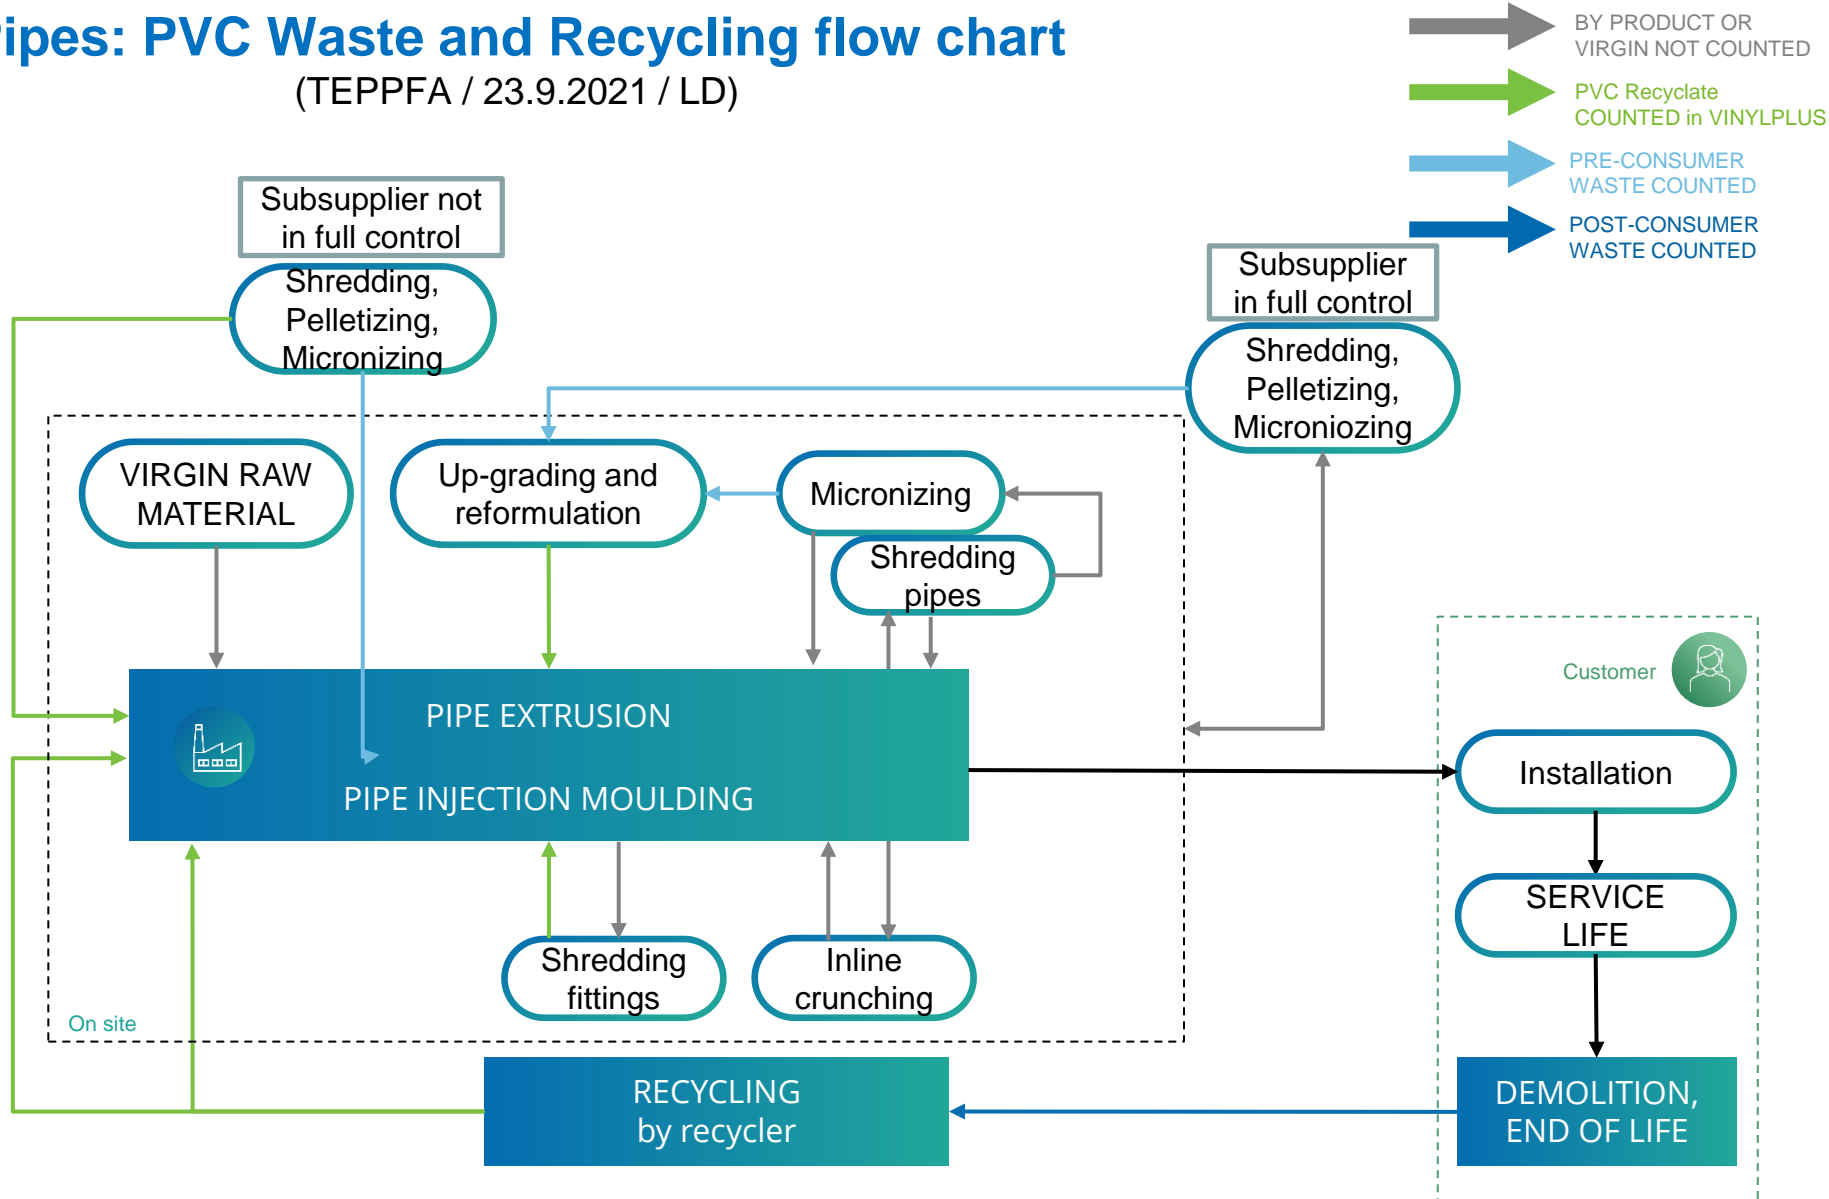 ipes: PVC Waste and Recycling flow chart
(TEPPFA / 23.9.2021 / LD)
BY PRODUCT OR
VIRGIN NOT COUNTED
PVC Recyclate
COUNTED in VINYLPLUS
PRE-CONSUMER
WASTE COUNTED
POST-CONSUMER
WASTE COUNTED
Subsupplier not
in full control
Shredding,
Pelletizing,
Micronizing
Subsupplier
in full control
Shredding,
Pelletizing,
Microniozing
VIRGIN RAW
MATERIAL
Up-grading and
reformulation
Micronizing
Shredding
pipes
PIPE EXTRUSION
PIPE INJECTION MOULDING
Customer
Installation
SERVICE
LIFE
Shredding
fittings
Inline
crunching
On site
RECYCLING
by recycler
DEMOLITION,
END OF LIFE